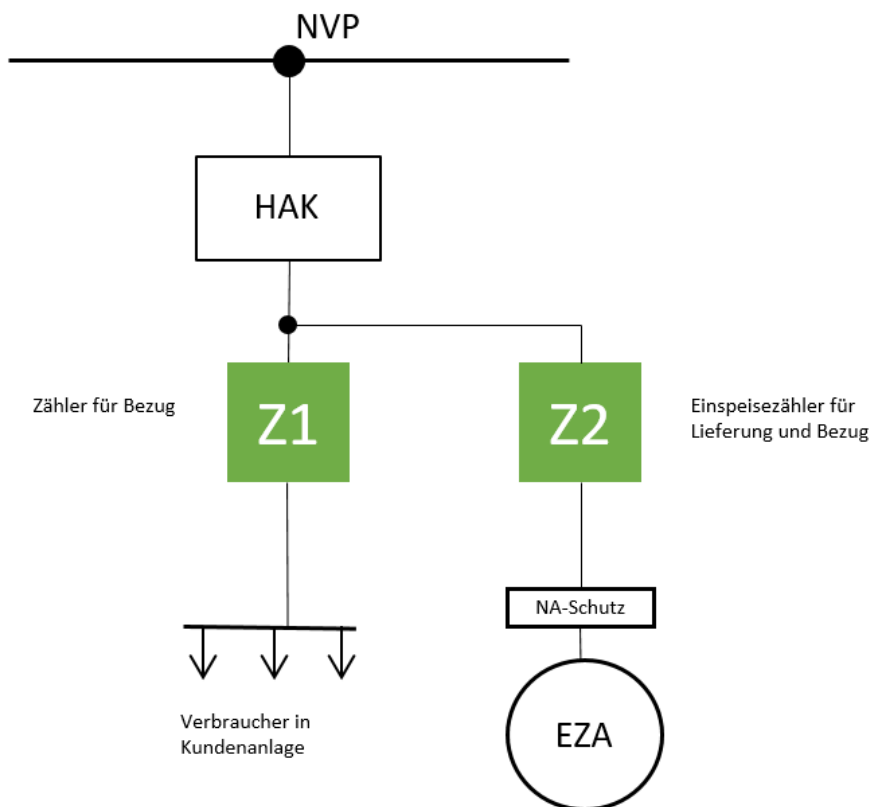 NVP
HAK
Zähler für Bezug
Z1
Z2
Einspeisezähler für
Lieferung und Bezug
NA-Schutz
Verbraucher in
Kundenanlage
EZA